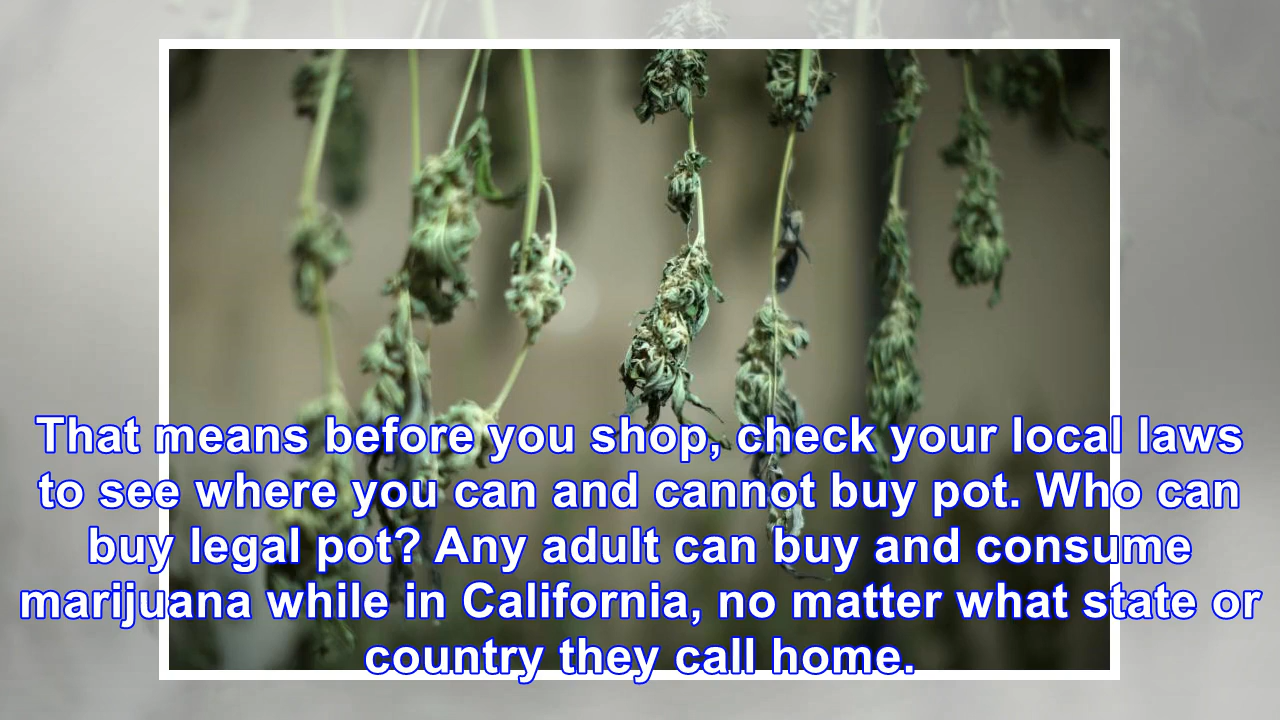 That means before you shop, check your local laws
to see where you can and cannot buy pot. Who can
buy legal pot? Any adult can buy and consume
marijuana while in California, no matter what state or
country they call home.